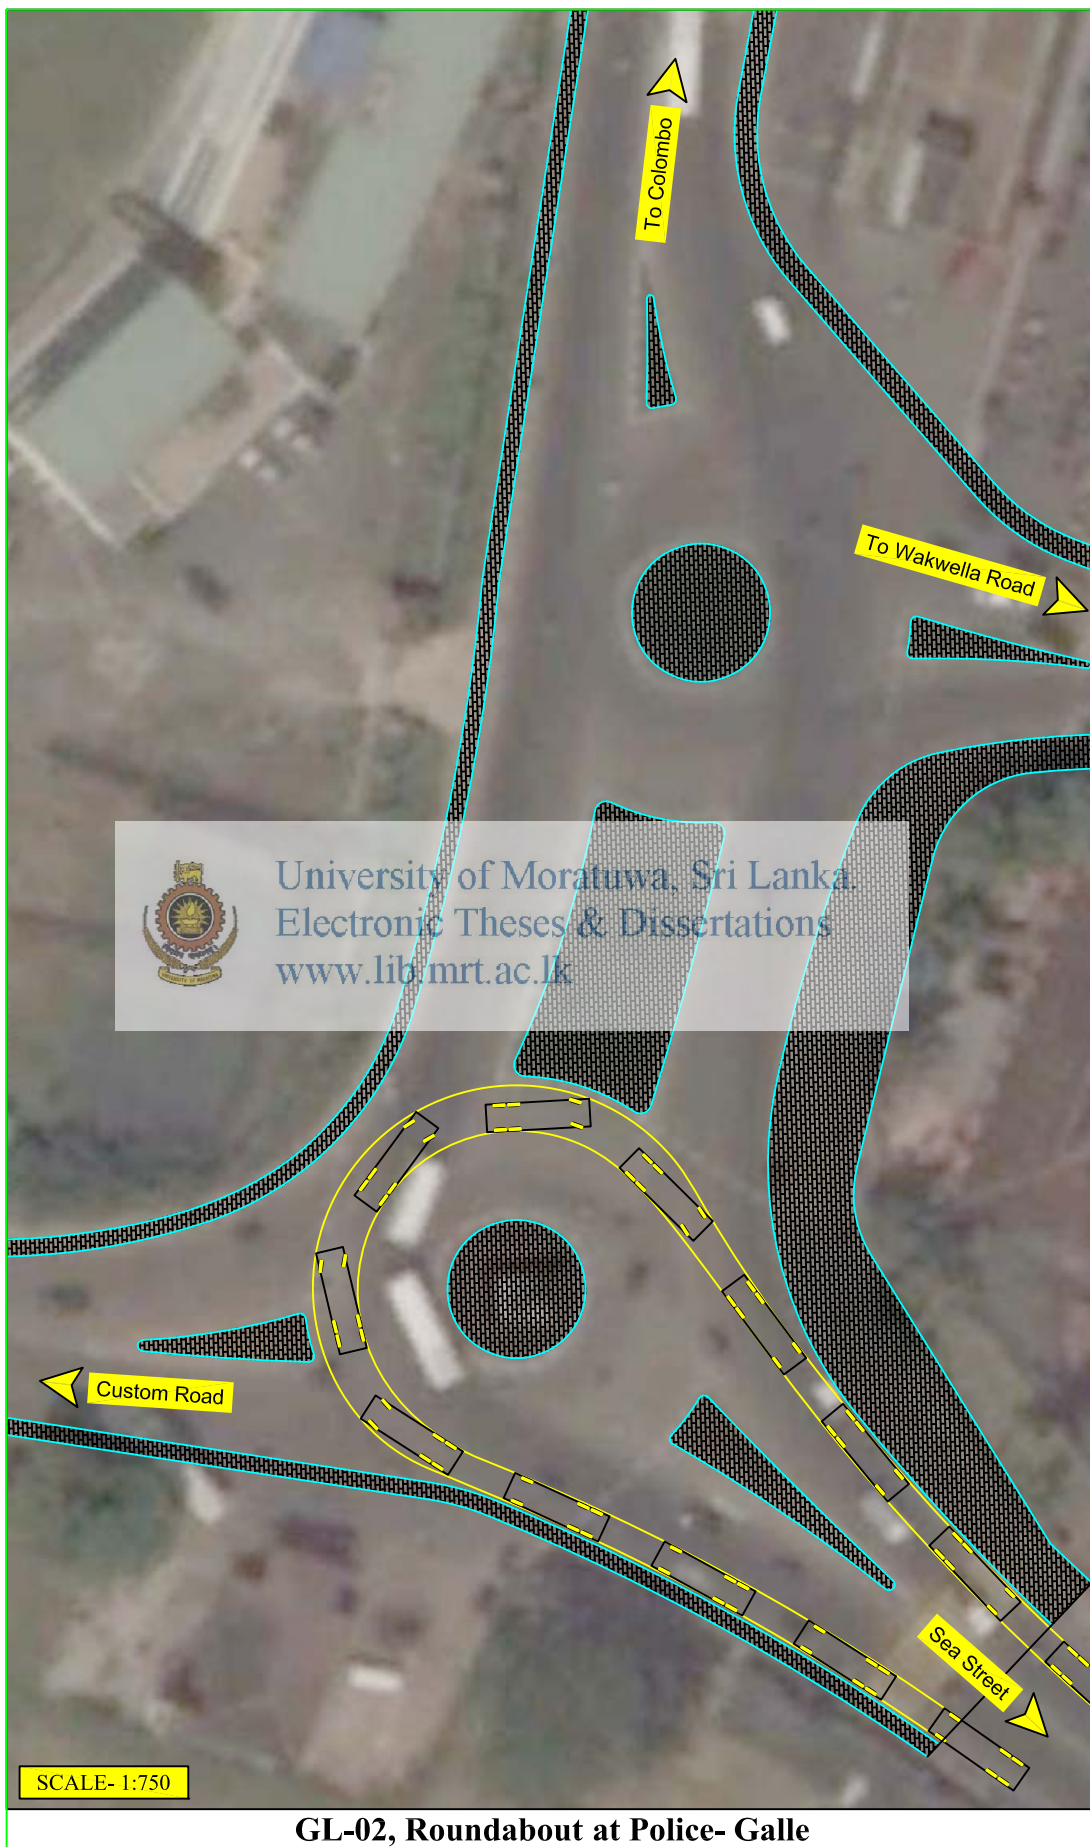 To Colombo
To Wakwella Road
University of Moratuwa, Sri Lanka.
Electronic Theses & Dissertations
www.lib.mrt.ac.lk
Custom Road
Sea Street
SCALE- 1:750
GL-02, Roundabout at Police- Galle